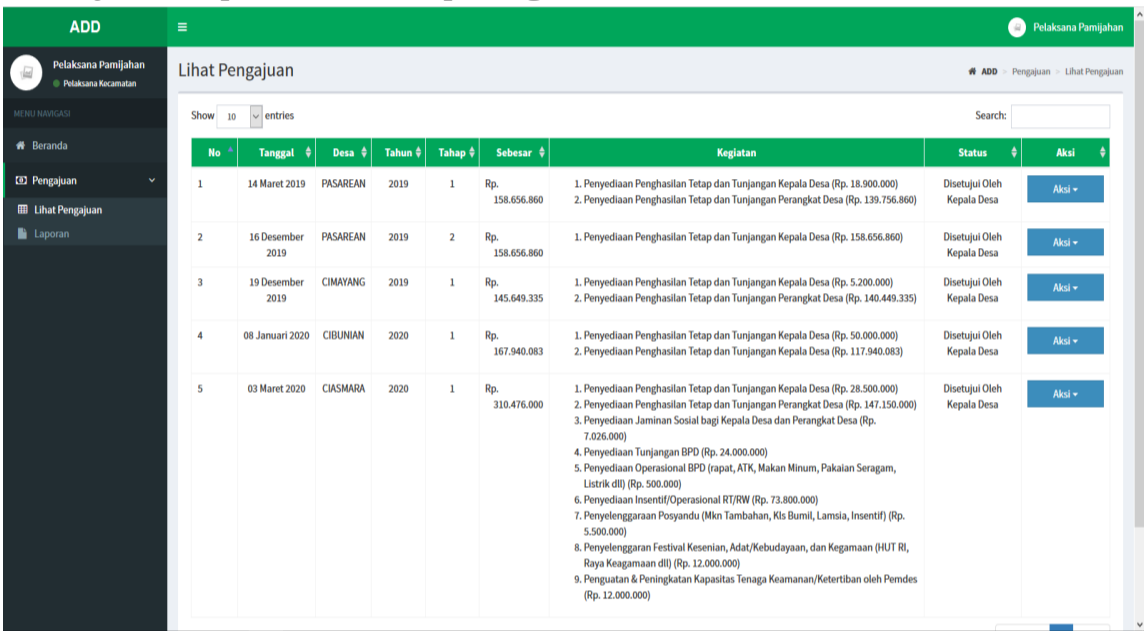 ADD
Pelaksana Pamijahan
Pelaksana Pamijahan
Pelaksana Kecamatan
MENU NAVIGASI
Beranda
Pengajuan
Lihat Pengajuan
Laporan
Lihat Pengajuan
ADD > Pengajuan > Lihat Pengajuan
Show 10 entries
Search:
No Tanggal Desa Tahun Tahap Sebesar Kegiatan Status Aksi
1 14 Maret 2019 PASAREAN 2019 1 Rp. 1. Penyediaan Penghasilan Tetap dan Tunjangan Kepala Desa (Rp. 18.900.000) Disetujui Oleh Aksi
158.656.860 2. Penyediaan Penghasilan Tetap dan Tunjangan Perangkat Desa (Rp. 139.756.860) Kepala Desa
2 16 Desember PASAREAN 2019 2 Rp. 1. Penyediaan Penghasilan Tetap dan Tunjangan Kepala Desa (Rp. 158.656.860) Disetujui Oleh Aksi
2019 158.656.860 Kepala Desa
3 19 Desember CIMAYANG 2019 1 Rp. 1. Penyediaan Penghasilan Tetap dan Tunjangan Kepala Desa (Rp. 5.200.000) Disetujui Oleh Aksi
2019 145.649.335 2. Penyediaan Penghasilan Tetap dan Tunjangan Perangkat Desa (Rp. 140.449.335) Kepala Desa
4 08 Januari 2020 CIBUNIAN 2020 1 Rp. 1. Penyediaan Penghasilan Tetap dan Tunjangan Kepala Desa (Rp. 50.000.000) Disetujui Oleh Aksi
167.940.083 2. Penyediaan Penghasilan Tetap dan Tunjangan Perangkat Desa (Rp. 117.940.083) Kepala Desa
5 03 Maret 2020 CIASMARA 2020 1 Rp. 1. Penyediaan Penghasilan Tetap dan Tunjangan Kepala Desa (Rp. 28.500.000) Disetujui Oleh Aksi
310.476.000 2. Penyediaan Penghasilan Tetap dan Tunjangan Perangkat Desa (Rp. 147.150.000) Kepala Desa
3. Penyediaan Jaminan Sosial bagi Kepala Desa dan Perangkat Desa (Rp.
7.026.000)
4. Penyediaan Tunjangan BPD (Rp. 24.000.000)
5. Penyediaan Operasional BPD (rapat, ATK, Makan Minum, Pakaian Seragam,
Listrik dll) (Rp. 500.000)
6. Penyediaan Insentif/Operasional RT/RW (Rp. 73.800.000)
7. Penyelenggaraan Posyandu (Mkn Tambahan, Kls Bumil, Lamsia, Insentif) (Rp.
5.500.000)
8. Penyelenggaran Festival Kesenian, Adat/Kebudayaan, dan Kegamaan (HUT RI,
Raya Keagamaan dll) (Rp. 12.000.000)
9. Penguatan & Peningkatan Kapasitas Tenaga Keamanan/Ketertiban oleh Pemdes
(Rp. 12.000.000)